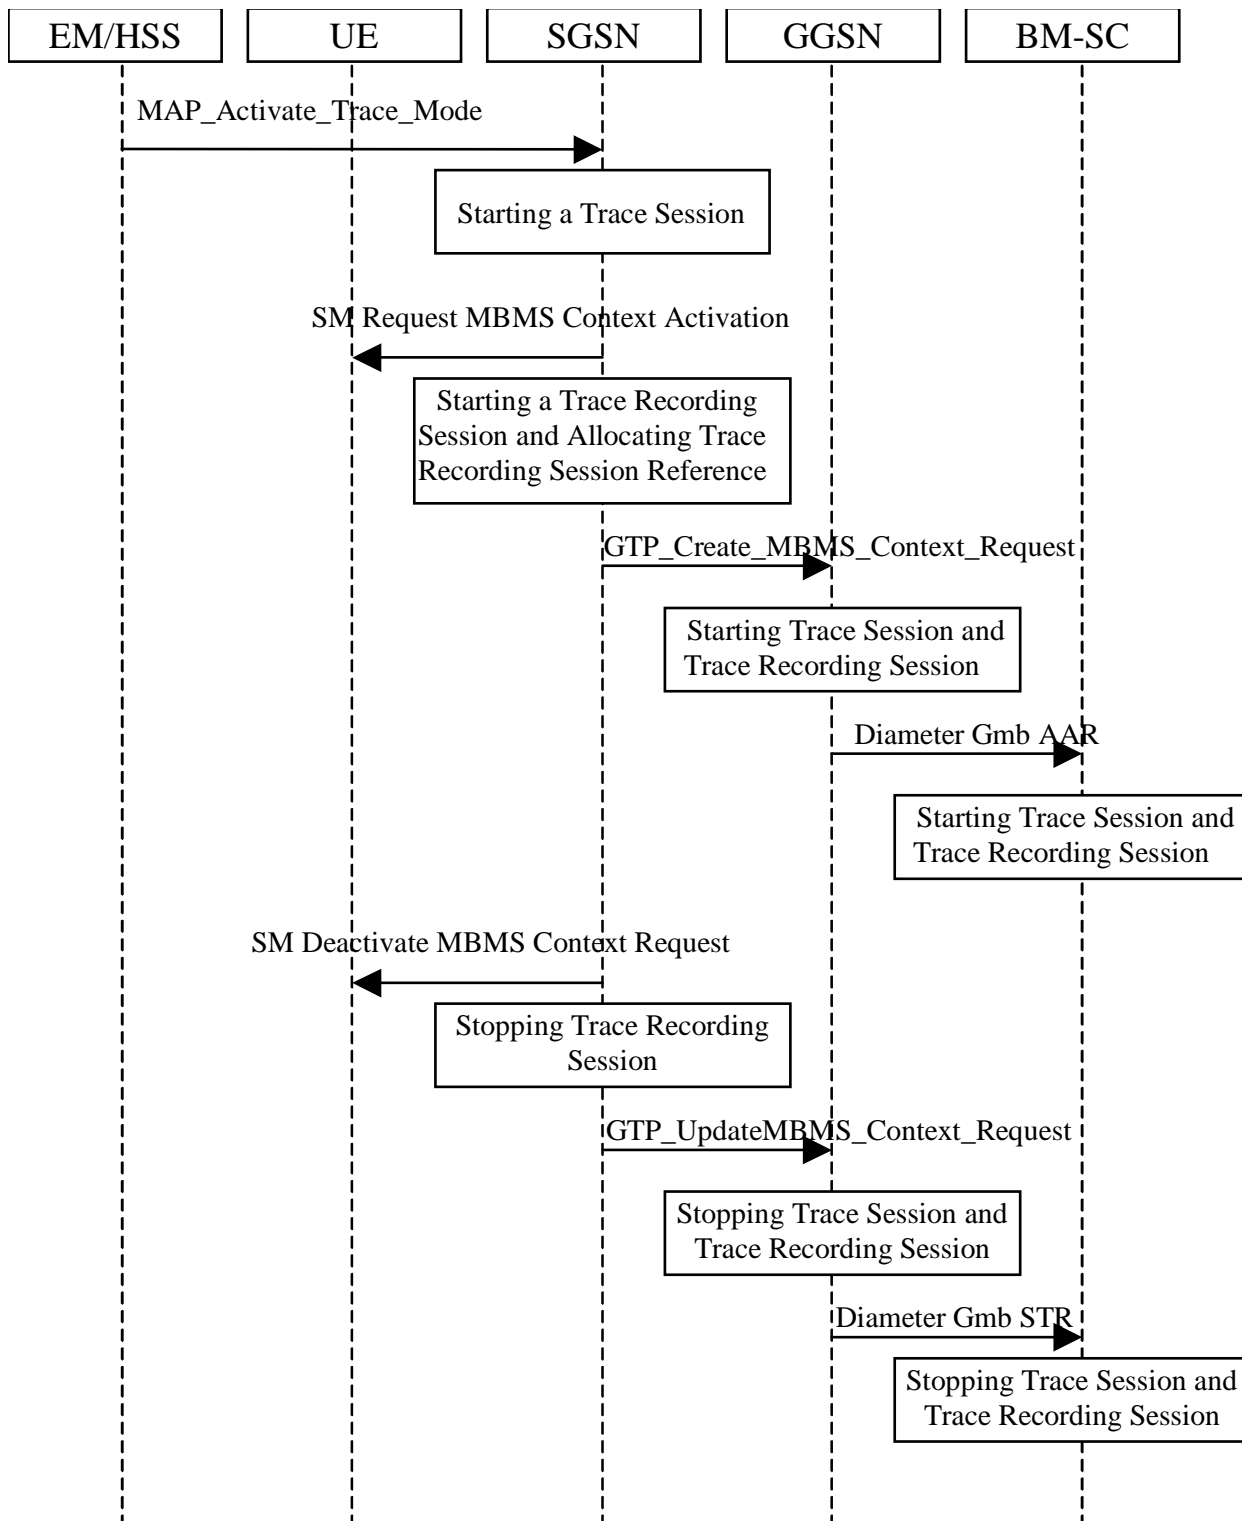 EM/HSS UE SGSN GGSN BM-SC
MAP_Activate_Trace_Mode
Starting a Trace Session
SM Request MBMS Context Activation
Starting a Trace Recording
Session and Allocating Trace
Recording Session Reference
GTP_Create_MBMS_Context_Request
Starting Trace Session and
Trace Recording Session
Diameter Gmb AAR
Starting Trace Session and
Trace Recording Session
SM Deactivate MBMS Context Request
Stopping Trace Recording
Session
GTP_UpdateMBMS_Context_Request
Stopping Trace Session and
Trace Recording Session
Diameter Gmb STR
Stopping Trace Session and
Trace Recording Session